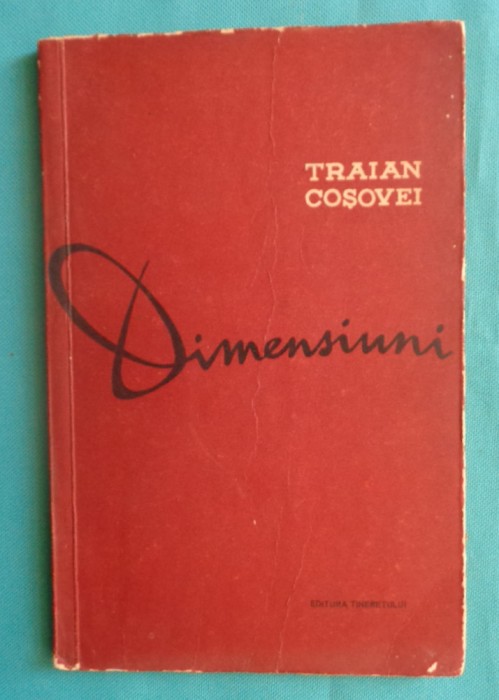 TRAIAN
COȘOVEI
Dimensiuni
EDITURA TINERETULUI